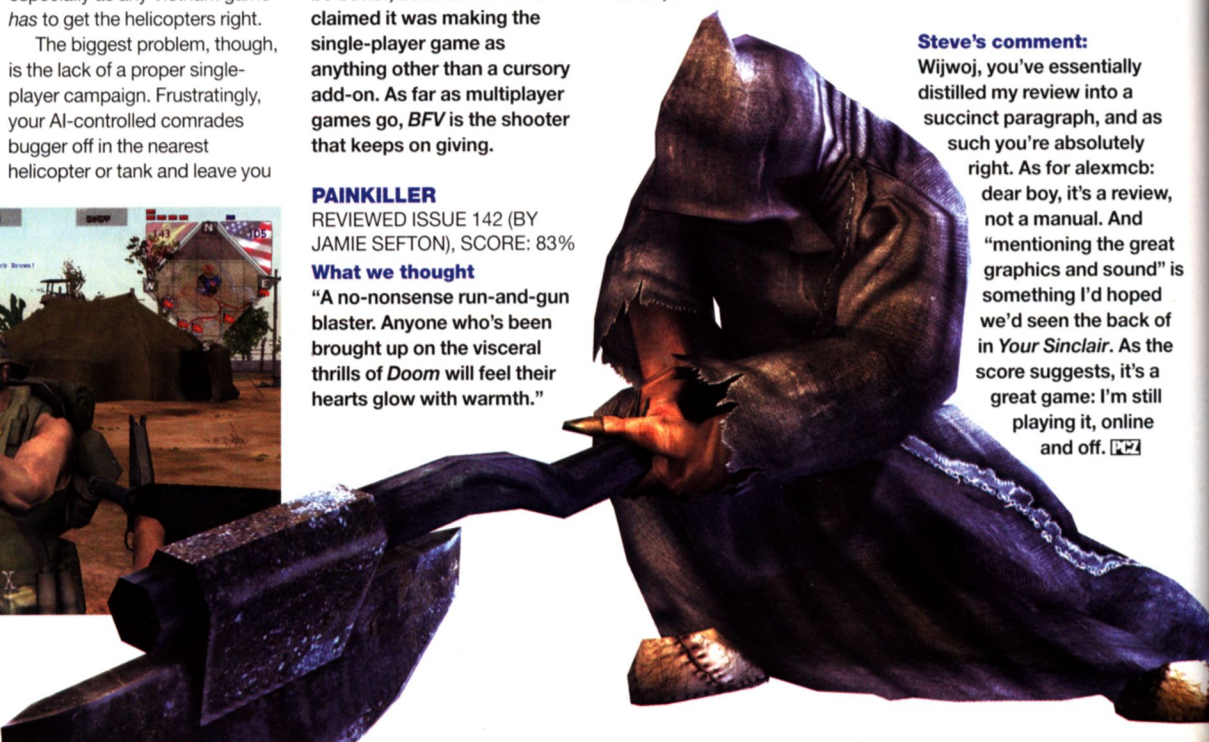 has to get the helicopters right.
The biggest problem, though,
is the lack of a proper single-
player campaign. Frustratingly,
your AI-controlled comrades
bugger off in the nearest
helicopter or tank and leave you
143
N
105
W
E
S
claimed it was making the
single-player game as
anything other than a cursory
add-on. As far as multiplayer
games go, BFV is the shooter
that keeps on giving.
PAINKILLER
REVIEWED ISSUE 142 (BY
JAMIE SEFTON), SCORE: 83%
What we thought
“A no-nonsense run-and-gun
blaster. Anyone who’s been
brought up on the visceral
thrills of Doom will feel their
hearts glow with warmth.”
Steve’s comment:
Wijwoj, you’ve essentially
distilled my review into a
succinct paragraph, and as
such you’re absolutely
right. As for alexmcb:
dear boy, it’s a review,
not a manual. And
“mentioning the great
graphics and sound” is
something I’d hoped
we’d seen the back of
in Your Sinclair. As the
score suggests, it’s a
great game: I’m still
playing it, online
and off. PCZ